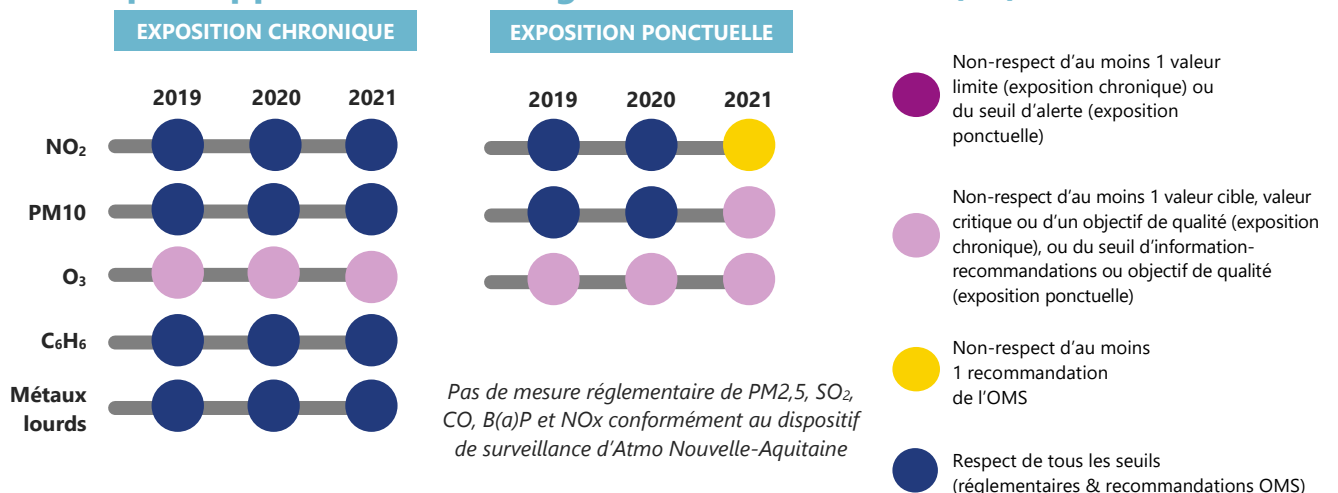 EXPOSITION CHRONIQUE
2019 2020 2021
NO₂
PM10
O₃
C₆H₆
Métaux
lourds
EXPOSITION PONCTUELLE
2019 2020 2021
Pas de mesure réglementaire de PM2,5, SO₂,
CO, B(a)P et NOx conformément au dispositif
de surveillance d'Atmo Nouvelle-Aquitaine
Non-respect d'au moins 1 valeur
limite (exposition chronique) ou
du seuil d'alerte (exposition
ponctuelle)
Non-respect d'au moins 1 valeur cible, valeur
critique ou d'un objectif de qualité (exposition
chronique), ou du seuil d'information-
recommandations ou objectif de qualité
(exposition ponctuelle)
Non-respect d'au moins
1 recommandation
de l'OMS
Respect de tous les seuils
(réglementaires & recommandations OMS)